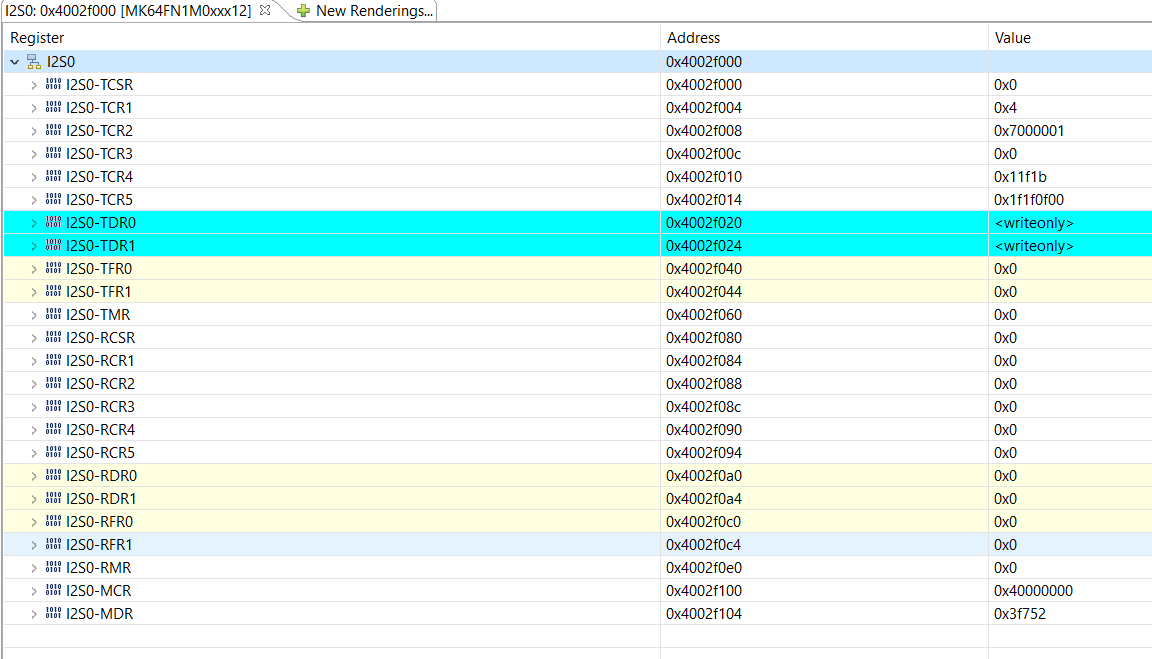 I2S0: 0x4002f000 [MK64FN1M0xxx12] New Renderings...
Register Address Value
I2S0 0x4002f000
I2S0-TCSR 0x4002f000 0x0
I2S0-TCR1 0x4002f004 0x4
I2S0-TCR2 0x4002f008 0x7000001
I2S0-TCR3 0x4002f00c 0x0
I2S0-TCR4 0x4002f010 0x11f1b
I2S0-TCR5 0x4002f014 0x1f1f0f00
I2S0-TDR0 0x4002f020 <writeonly>
I2S0-TDR1 0x4002f024 <writeonly>
I2S0-TFR0 0x4002f040 0x0
I2S0-TFR1 0x4002f044 0x0
I2S0-TMR 0x4002f060 0x0
I2S0-RCSR 0x4002f080 0x0
I2S0-RCR1 0x4002f084 0x0
I2S0-RCR2 0x4002f088 0x0
I2S0-RCR3 0x4002f08c 0x0
I2S0-RCR4 0x4002f090 0x0
I2S0-RCR5 0x4002f094 0x0
I2S0-RDR0 0x4002f0a0 0x0
I2S0-RDR1 0x4002f0a4 0x0
I2S0-RFR0 0x4002f0c0 0x0
I2S0-RFR1 0x4002f0c4 0x0
I2S0-RMR 0x4002f0e0 0x0
I2S0-MCR 0x4002f100 0x40000000
I2S0-MDR 0x4002f104 0x3f752